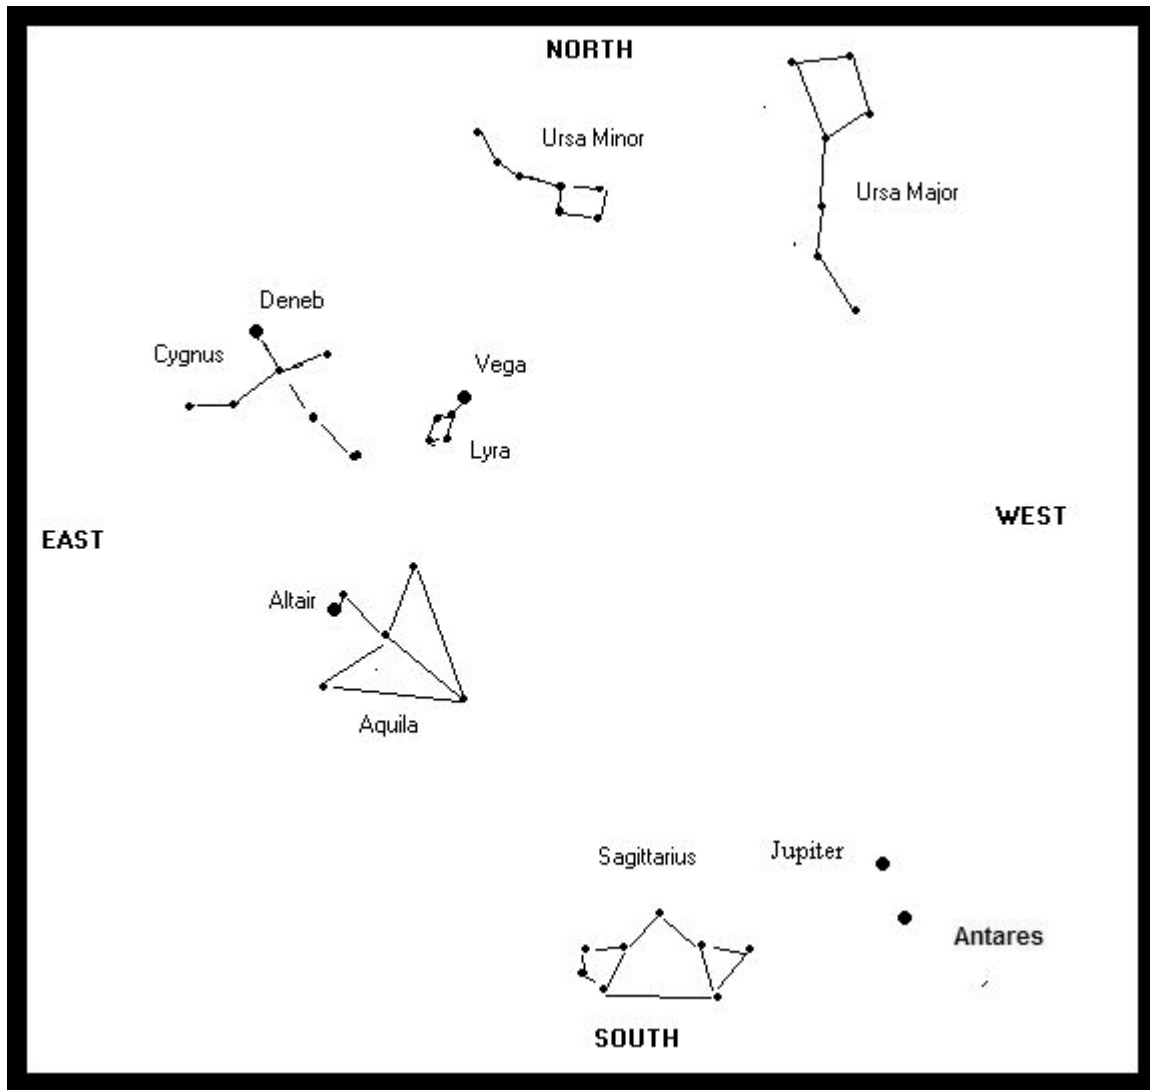 NORTH
Ursa Minor
Ursa Major
Deneb
Cygnus
Vega
Lyra
WEST
EAST
Altair
Aquila
Sagittarius
Jupiter
Antares
SOUTH